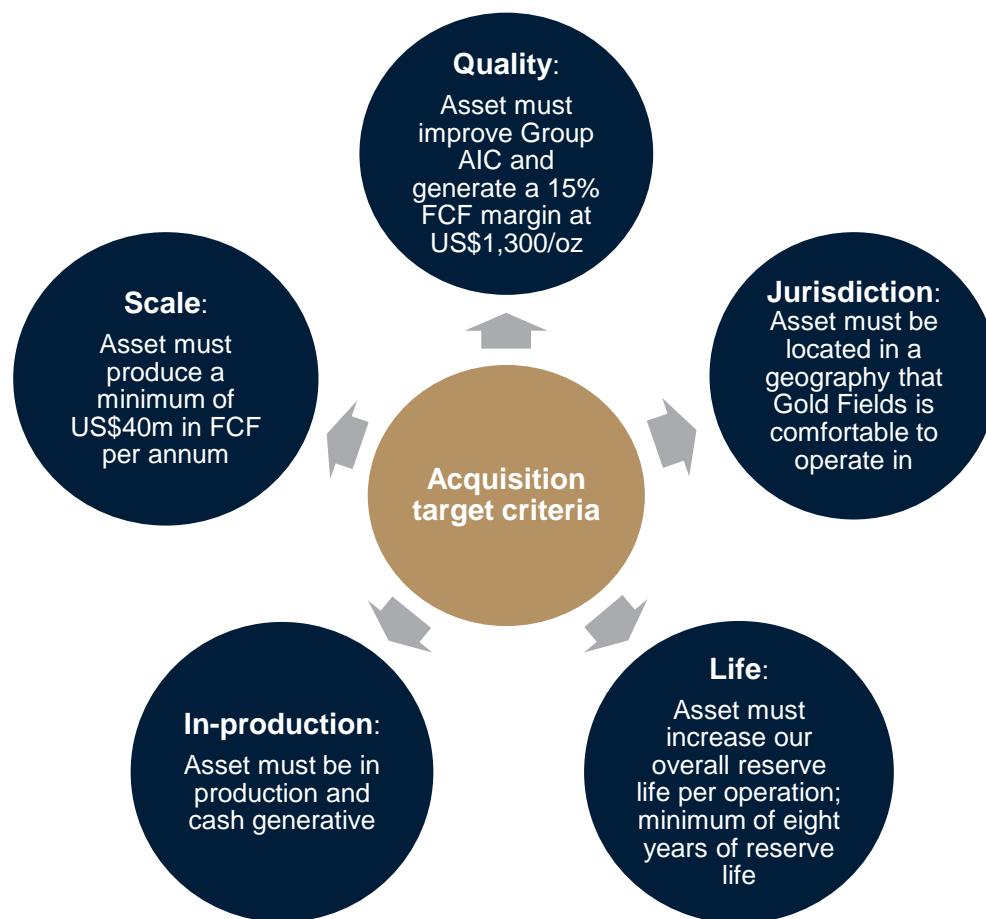 Quality:
Asset must
improve Group
AIC and
generate a 15%
FCF margin at
US$1,300/oz
Scale:
Asset must
produce a
minimum of
US$40m in FCF
per annum
Jurisdiction:
Asset must be
located in a
geography that
Gold Fields is
comfortable to
operate in
Acquisition
target criteria
In-production:
Asset must be in
production and
cash generative
Life:
Asset must
increase our
overall reserve
life per operation;
minimum of eight
years of reserve
life